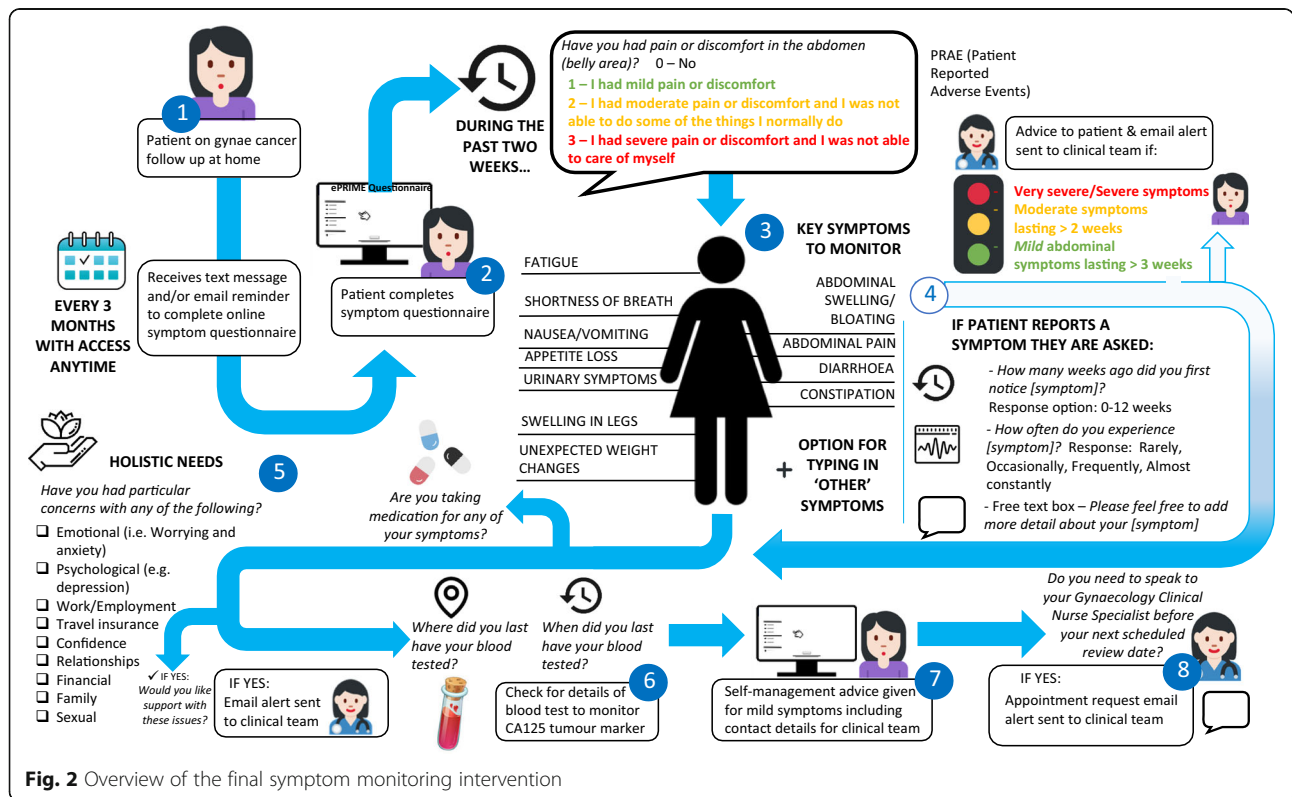 1
Patient on gynae cancer
follow up at home
EVERY 3
MONTHS
WITH ACCESS
ANYTIME
Receives text message
and/or email reminder
to complete online
symptom questionnaire
ePRIME Questionnaire
2
Patient completes
symptom questionnaire
DURING THE
PAST TWO
WEEKS...
Have you had pain or discomfort in the abdomen
(belly area)? 0 – No
1 – I had mild pain or discomfort
2 – I had moderate pain or discomfort and I was not
able to do some of the things I normally do
3 – I had severe pain or discomfort and I was not able
to care of myself
3
KEY SYMPTOMS
TO MONITOR
FATIGUE
SHORTNESS OF BREATH
NAUSEA/VOMITING
APPETITE LOSS
URINARY SYMPTOMS
SWELLING IN LEGS
UNEXPECTED WEIGHT
CHANGES
ABDOMINAL
SWELLING/
BLOATING
ABDOMINAL PAIN
DIARRHOEA
CONSTIPATION
+
OPTION FOR
TYPING IN
‘OTHER’
SYMPTOMS
PRAE (Patient
Reported
Adverse Events)
Advice to patient & email alert
sent to clinical team if:
Very severe/Severe symptoms
Moderate symptoms
lasting > 2 weeks
Mild abdominal
symptoms lasting > 3 weeks
4
IF PATIENT REPORTS A
SYMPTOM THEY ARE ASKED:
- How many weeks ago did you first
notice [symptom]?
Response option: 0-12 weeks
- How often do you experience
[symptom]? Response: Rarely,
Occasionally, Frequently, Almost
constantly
- Free text box – Please feel free to add
more detail about your [symptom]
5
HOLISTIC NEEDS
Have you had particular
concerns with any of the following?
❑ Emotional (i.e. Worrying and
anxiety)
❑ Psychological (e.g.
depression)
❑ Work/Employment
❑ Travel insurance
❑ Confidence
❑ Relationships
❑ Financial
❑ Family
❑ Sexual
✓ IF YES:
Would you like
support with
these issues?
IF YES:
Email alert sent
to clinical team
Are you taking
medication for any of
your symptoms?
Where did you last
have your blood
tested?
When did you last
have your blood
tested?
6
Check for details of
blood test to monitor
CA125 tumour marker
7
Self-management advice given
for mild symptoms including
contact details for clinical team
Do you need to speak to
your Gynaecology Clinical
Nurse Specialist before
your next scheduled
review date?
8
IF YES:
Appointment request email
alert sent to clinical team
Fig. 2 Overview of the final symptom monitoring intervention